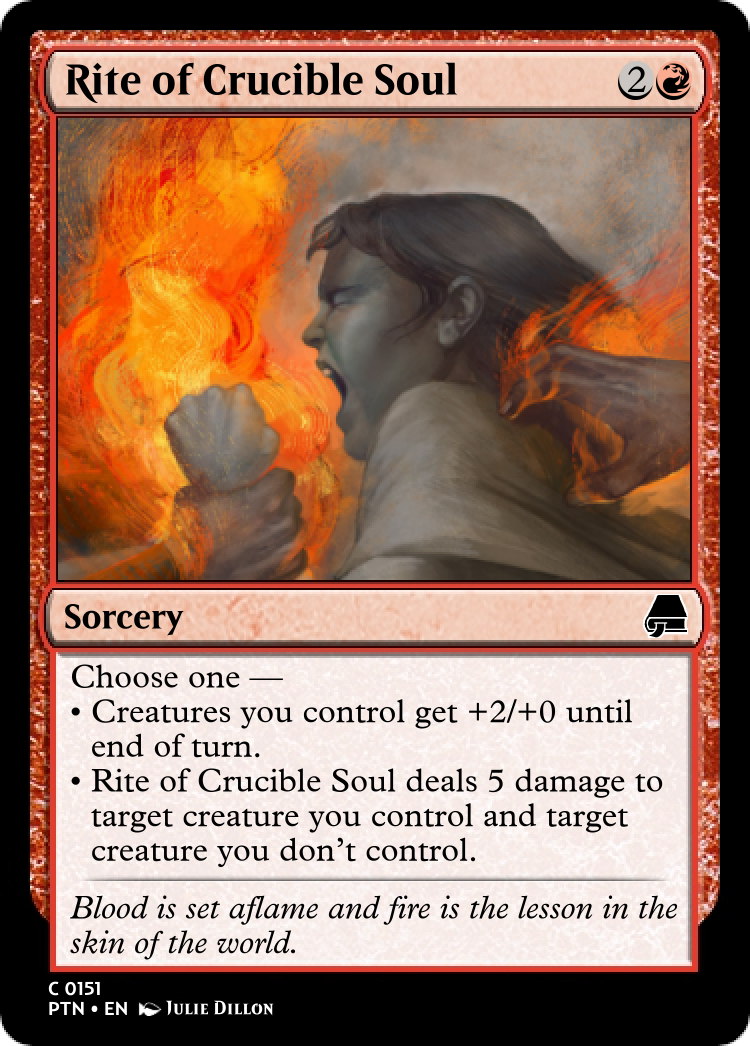 Rite of Crucible Soul 2
Sorcery
Choose one —
• Creatures you control get +2/+0 until
end of turn.
• Rite of Crucible Soul deals 5 damage to
target creature you control and target
creature you don't control.
Blood is set aflame and fire is the lesson in the
skin of the world.
C 0151
PTN • EN Julie Dillon